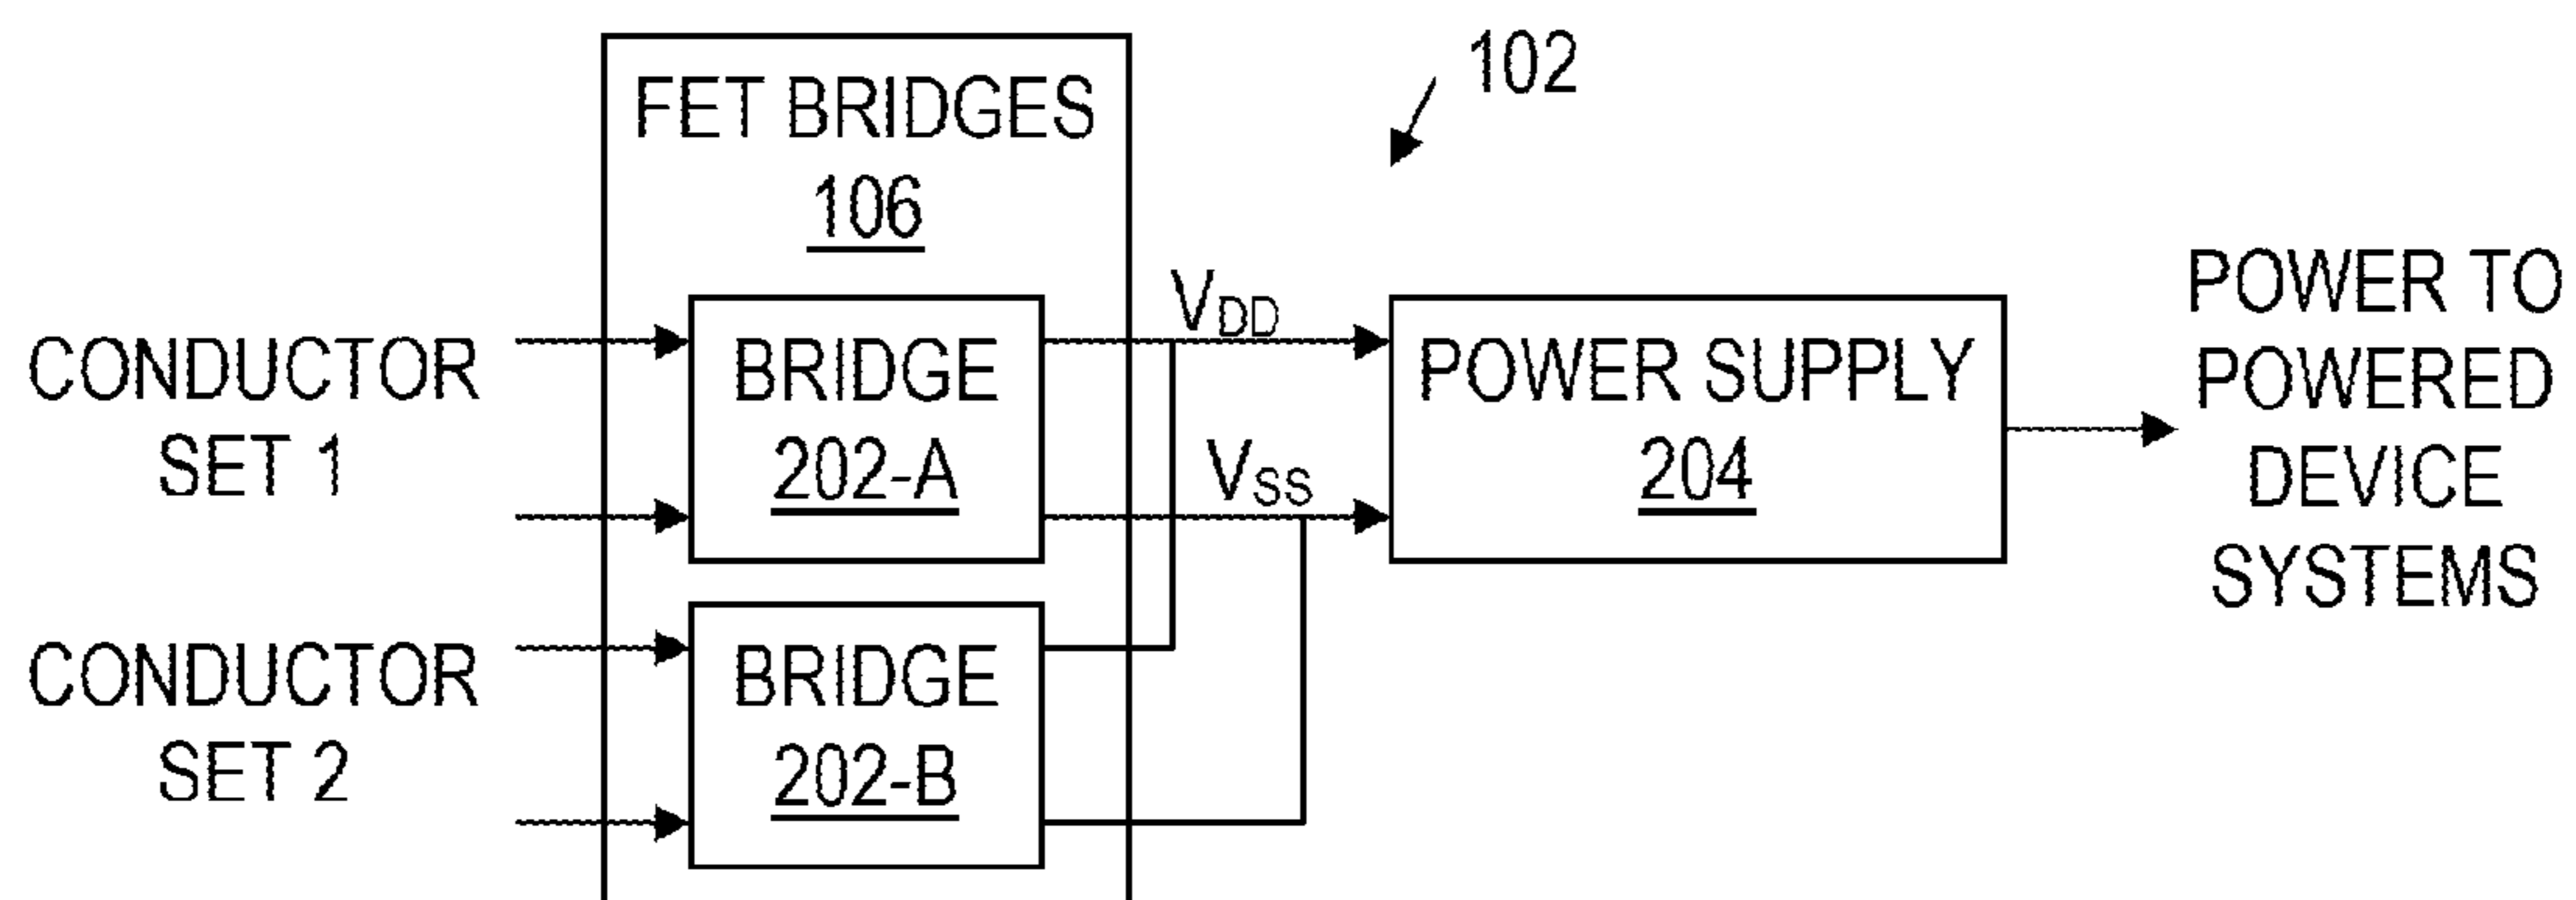 FET BRIDGES
106
102
CONDUCTOR
SET 1
BRIDGE
202-A
VDD
VSS
POWER SUPPLY
204
POWER TO
POWERED
DEVICE
SYSTEMS
CONDUCTOR
SET 2
BRIDGE
202-B